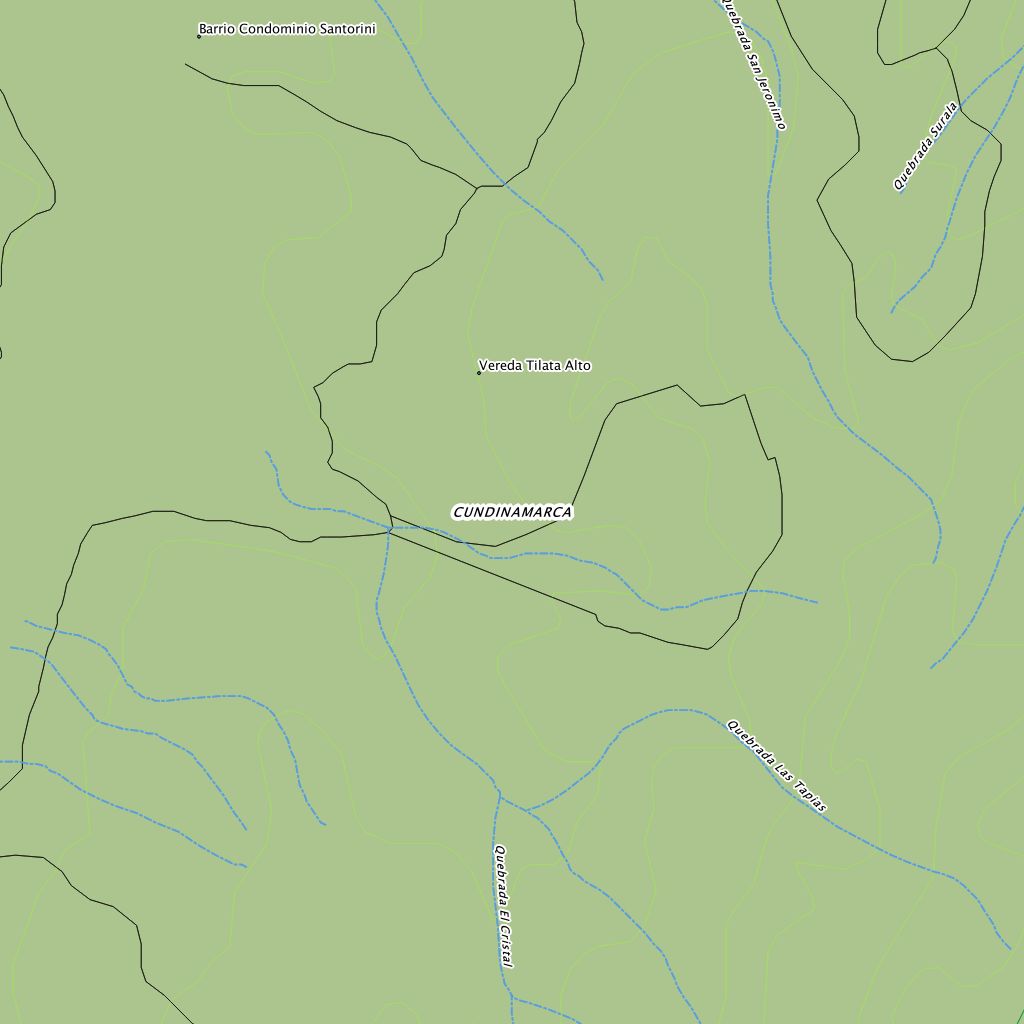 Barrio Condominio Santorini
Quebrada San Jeronimo
Quebrada Surala
Vereda Tilata Alto
CUNDINAMARCA
Quebrada Las Tapias
Quebrada El Cristal